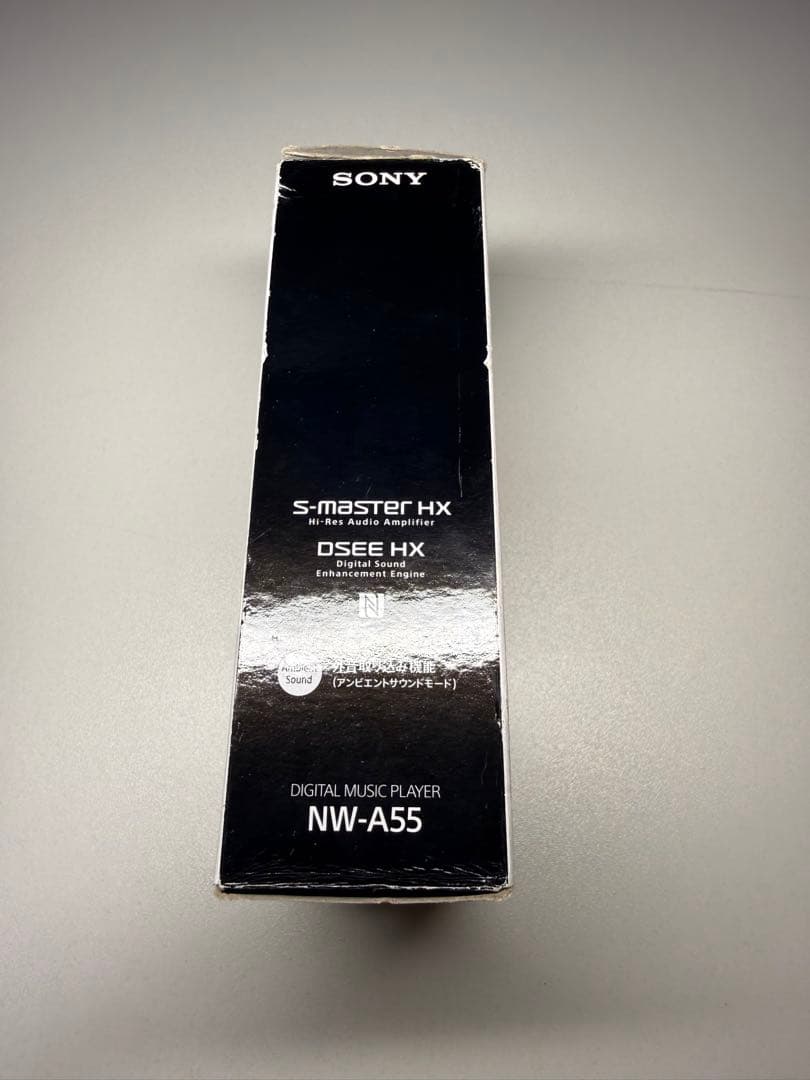 SONY
S-MASTER HX
Hi-Res Audio Amplifier
DSEE HX
Digital Sound
Enhancement Engine
N
Ambient
Sound
外音取り込み機能
(アンビエントサウンドモード)
DIGITAL MUSIC PLAYER
NW-A55